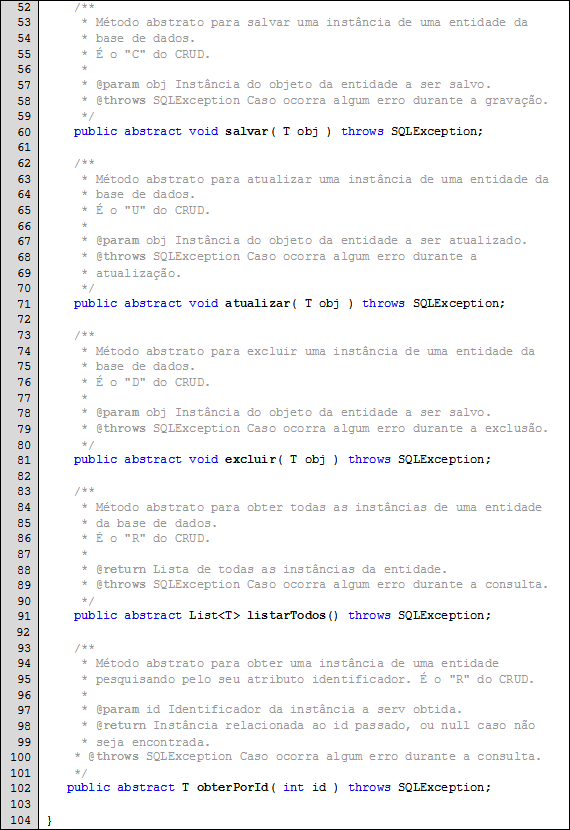 52     /**
53      * Método abstrato para salvar uma instância de uma entidade da
54      * base de dados.
55      * É o "C" do CRUD.
56      *
57      * @param obj Instância do objeto da entidade a ser salvo.
58      * @throws SQLException Caso ocorra algum erro durante a gravação.
59      */
60     public abstract void salvar( T obj ) throws SQLException;
61
62     /**
63      * Método abstrato para atualizar uma instância de uma entidade da
64      * base de dados.
65      * É o "U" do CRUD.
66      *
67      * @param obj Instância do objeto da entidade a ser atualizado.
68      * @throws SQLException Caso ocorra algum erro durante a
69      * atualização.
70      */
71     public abstract void atualizar( T obj ) throws SQLException;
72
73     /**
74      * Método abstrato para excluir uma instância de uma entidade da
75      * base de dados.
76      * É o "D" do CRUD.
77      *
78      * @param obj Instância do objeto da entidade a ser salvo.
79      * @throws SQLException Caso ocorra algum erro durante a exclusão.
80      */
81     public abstract void excluir( T obj ) throws SQLException;
82
83     /**
84      * Método abstrato para obter todas as instâncias de uma entidade
85      * da base de dados.
86      * É o "R" do CRUD.
87      *
88      * @return Lista de todas as instâncias da entidade.
89      * @throws SQLException Caso ocorra algum erro durante a consulta.
90      */
91     public abstract List<T> listarTodos() throws SQLException;
92
93     /**
94      * Método abstrato para obter uma instância de uma entidade
95      * pesquisando pelo seu atributo identificador. É o "R" do CRUD.
96      *
97      * @param id Identificador da instância a serv obtida.
98      * @return Instância relacionada ao id passado, ou null caso não
99      * seja encontrada.
100    * @throws SQLException Caso ocorra algum erro durante a consulta.
101    */
102   public abstract T obterPorId( int id ) throws SQLException;
103
104 }